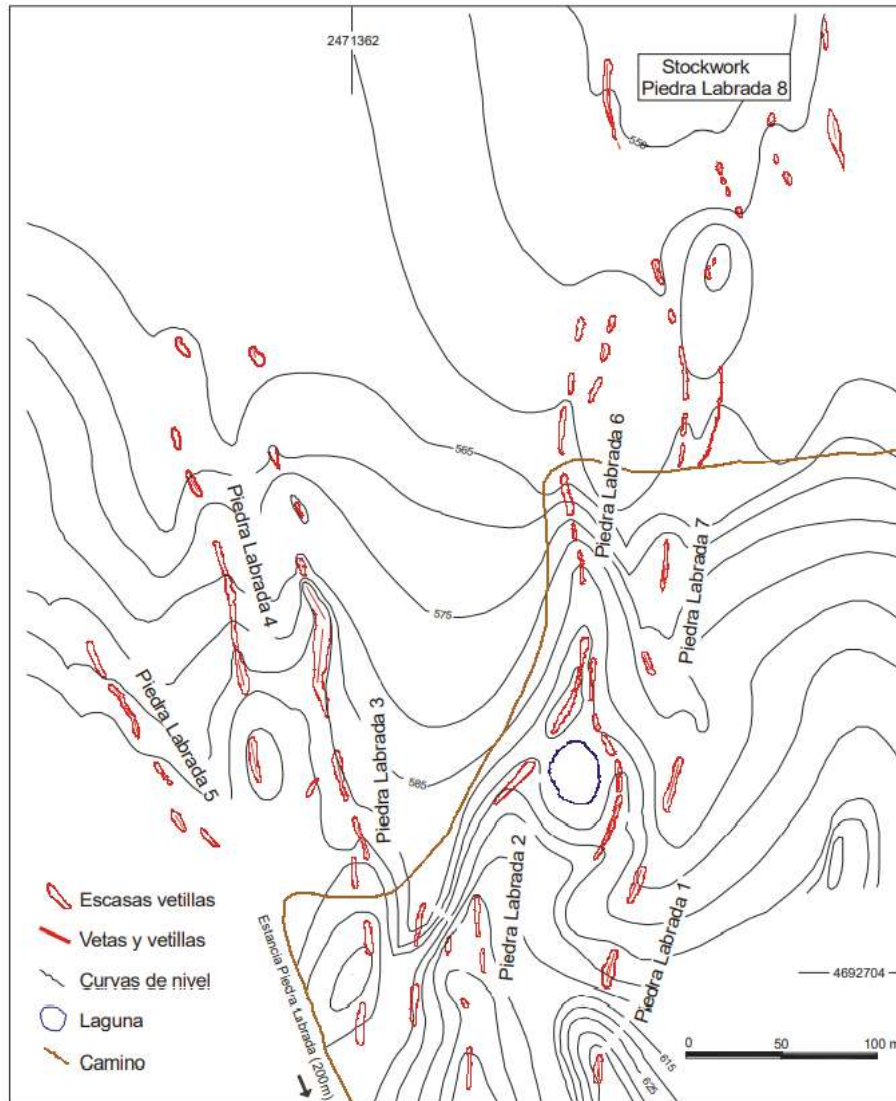 2471362
Stockwork
Piedra Labrada 8
550
565
Piedra Labrada 6
Piedra Labrada 7
Piedra Labrada 4
575
Piedra Labrada 5
Piedra Labrada 3
585
Piedra Labrada 2
Piedra Labrada 1
Escasas vetillas
Vetas y vetillas
Curvas de nivel
Laguna
Camino
Estancia Piedra Labrada (200m)
4692704
0 50 100 m
615
625